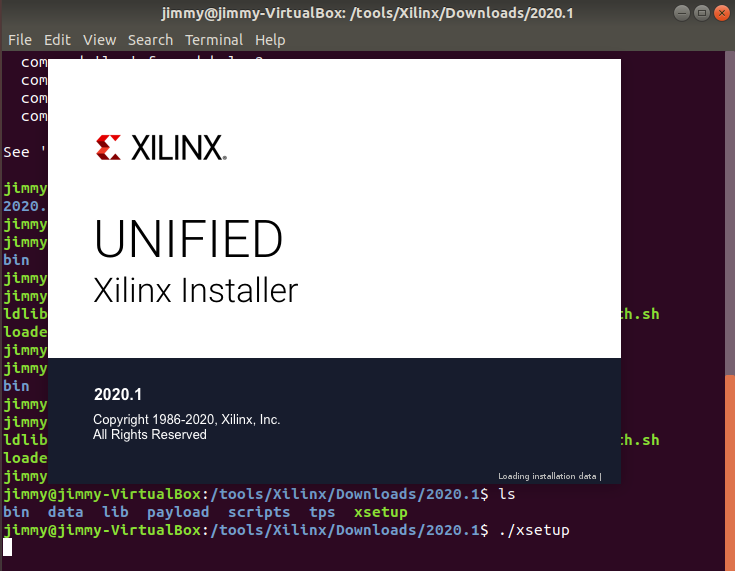 jimmy@jimmy-VirtualBox: /tools/Xilinx/Downloads/2020.1
File Edit View Search Terminal Help
com
com
com
com
See '
XILINX.
jimmy
2020.
jimmy
UNIFIED
jimmy
bin
Xilinx Installer
jimmy
jimmy
ldlib h.sh
loade
jimmy
jimmy
bin
2020.1
jimmy
Copyright 1986-2020, Xilinx, Inc.
jimmy
All Rights Reserved
ldlib h.sh
loade
jimmy
Loading installation data |
jimmy@jimmy-VirtualBox:/tools/Xilinx/Downloads/2020.1$ ls
bin data lib payload scripts tps xsetup
jimmy@jimmy-VirtualBox:/tools/Xilinx/Downloads/2020.1$ ./xsetup